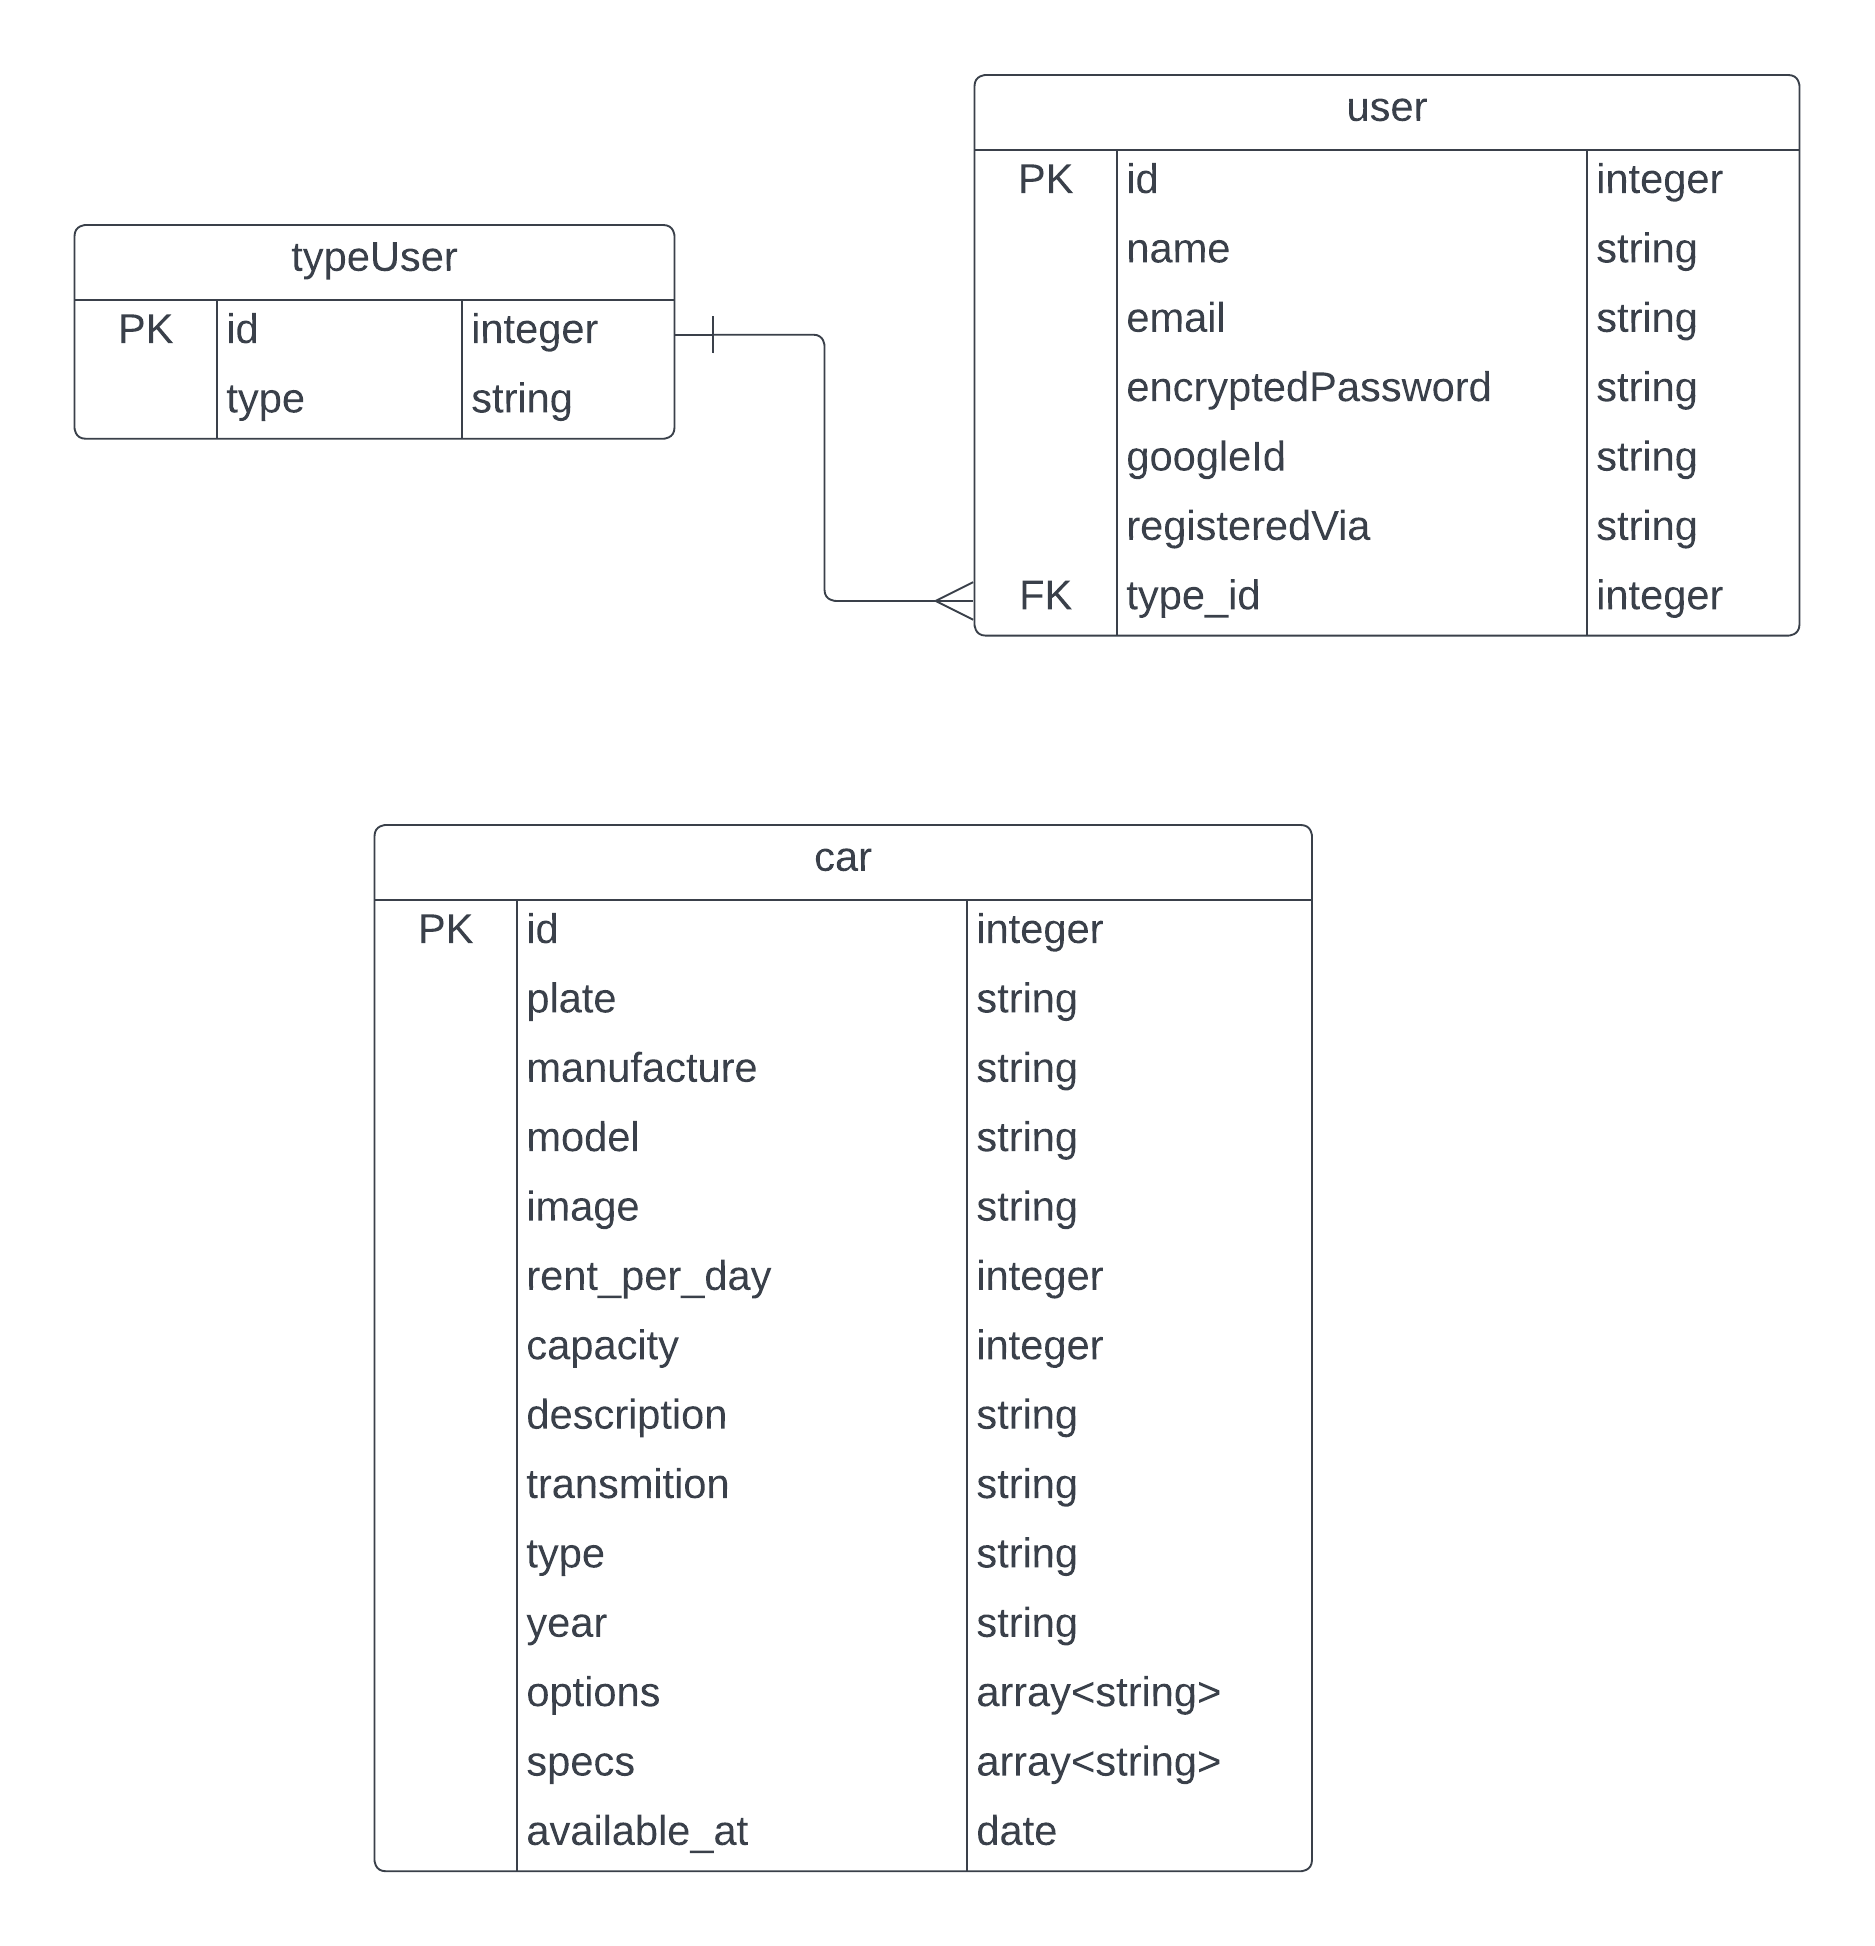 typeUser
PK id integer
type string
user
PK id integer
name string
email string
encryptedPassword string
googleId string
registeredVia string
FK type_id integer
car
PK id integer
plate string
manufacture string
model string
image string
rent_per_day integer
capacity integer
description string
transmition string
type string
year string
options array<string>
specs array<string>
available_at date